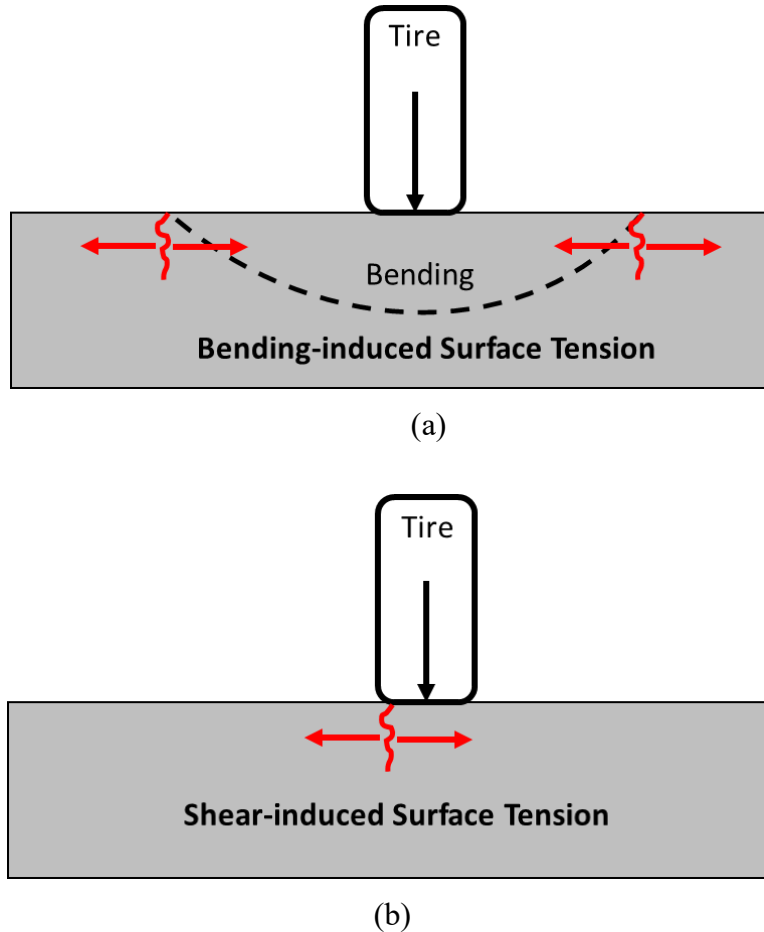 Tire
Bending
Bending-induced Surface Tension
(a)
Tire
Shear-induced Surface Tension
(b)